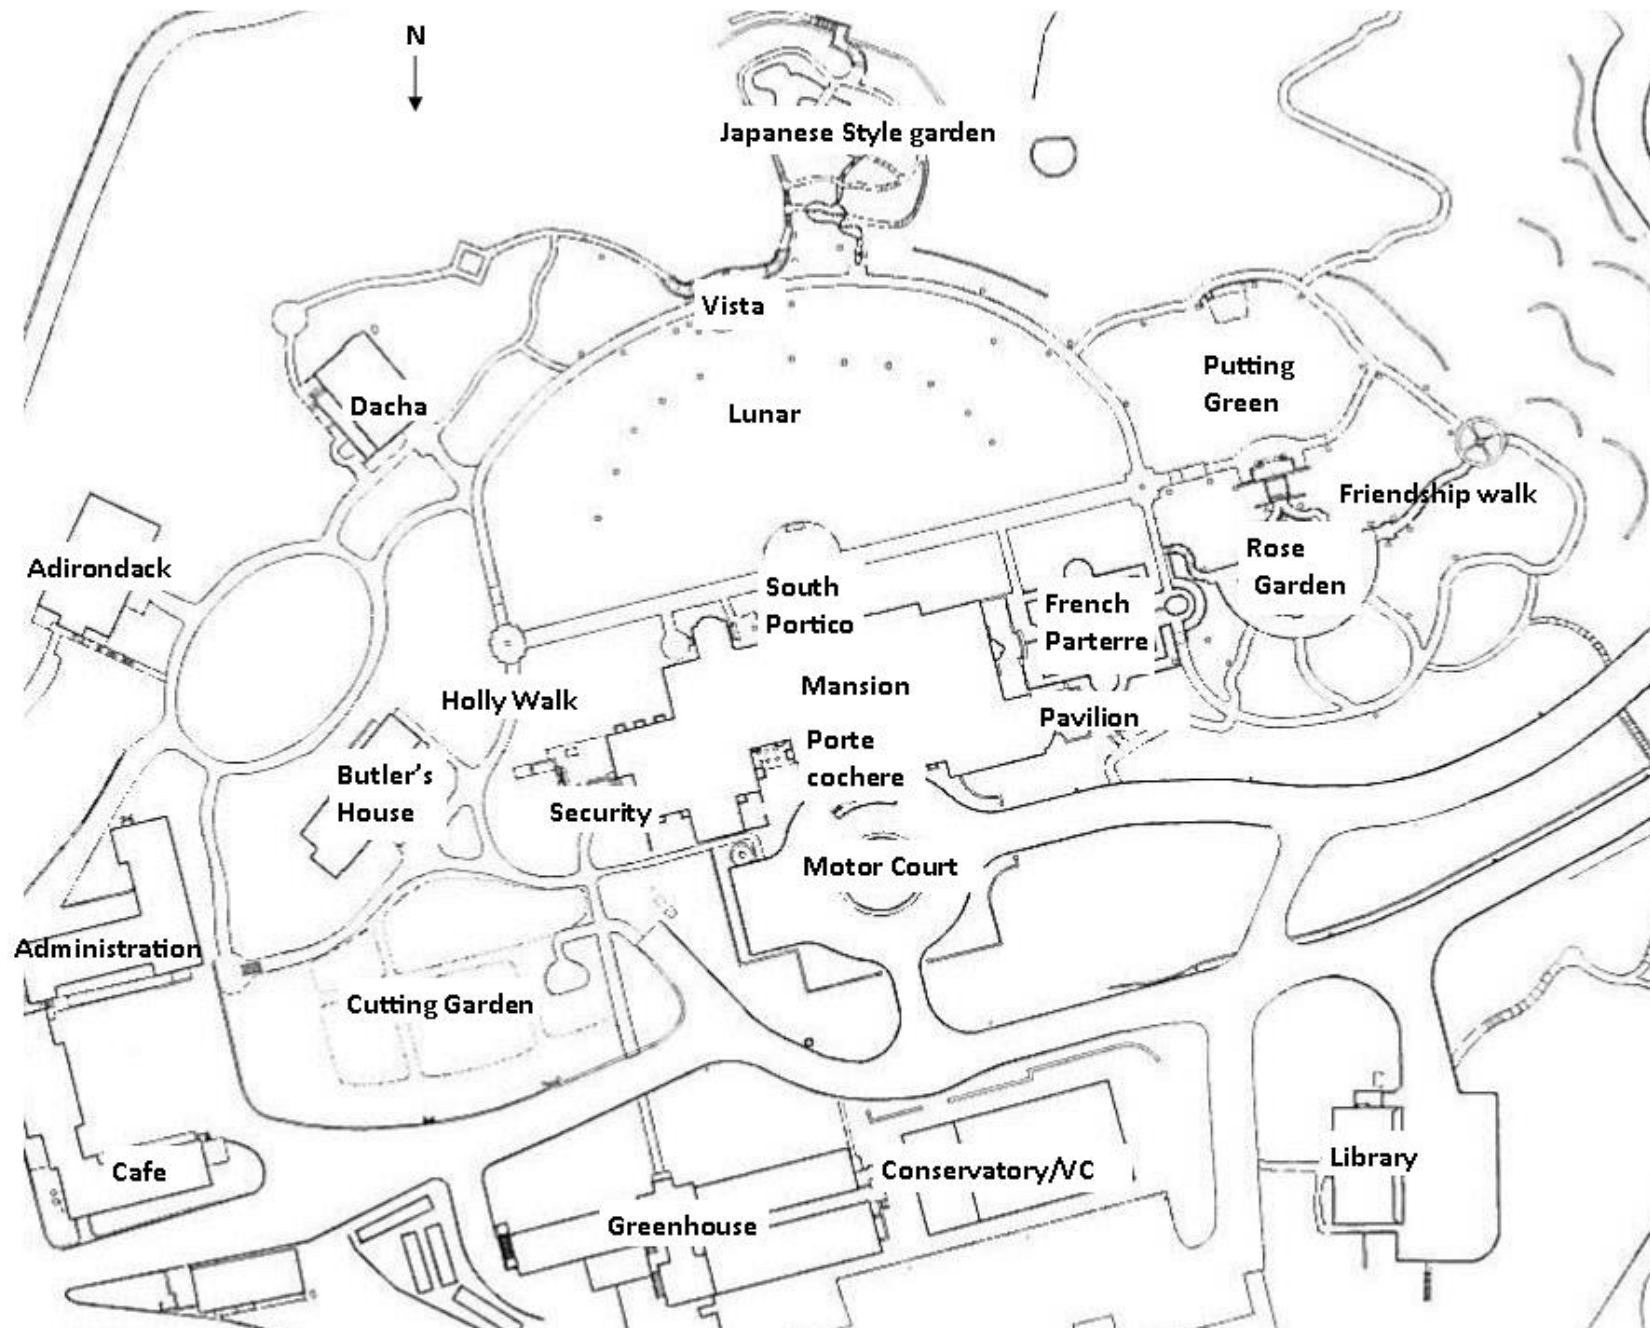 N
Japanese Style garden
Vista
Putting
Green
Dacha
Lunar
Friendship walk
Rose
Garden
Adirondack
South
Portico
French
Parterre
Mansion
Holly Walk
Pavilion
Porte
cochere
Butler's
House
Security
Motor Court
Administration
Cutting Garden
Cafe
Conservatory/VC
Library
Greenhouse